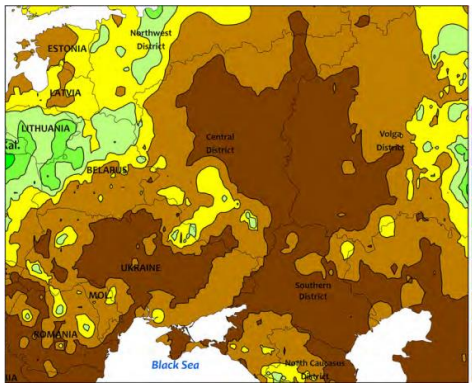 ESTONIA
Northwest
District
LATVIA
LITHUANIA
Kal.
Central
District
Volga
District
BELARUS
UKRAINE
MOL.
Southern
District
ROMANIA
Black Sea
North Caucasus
District